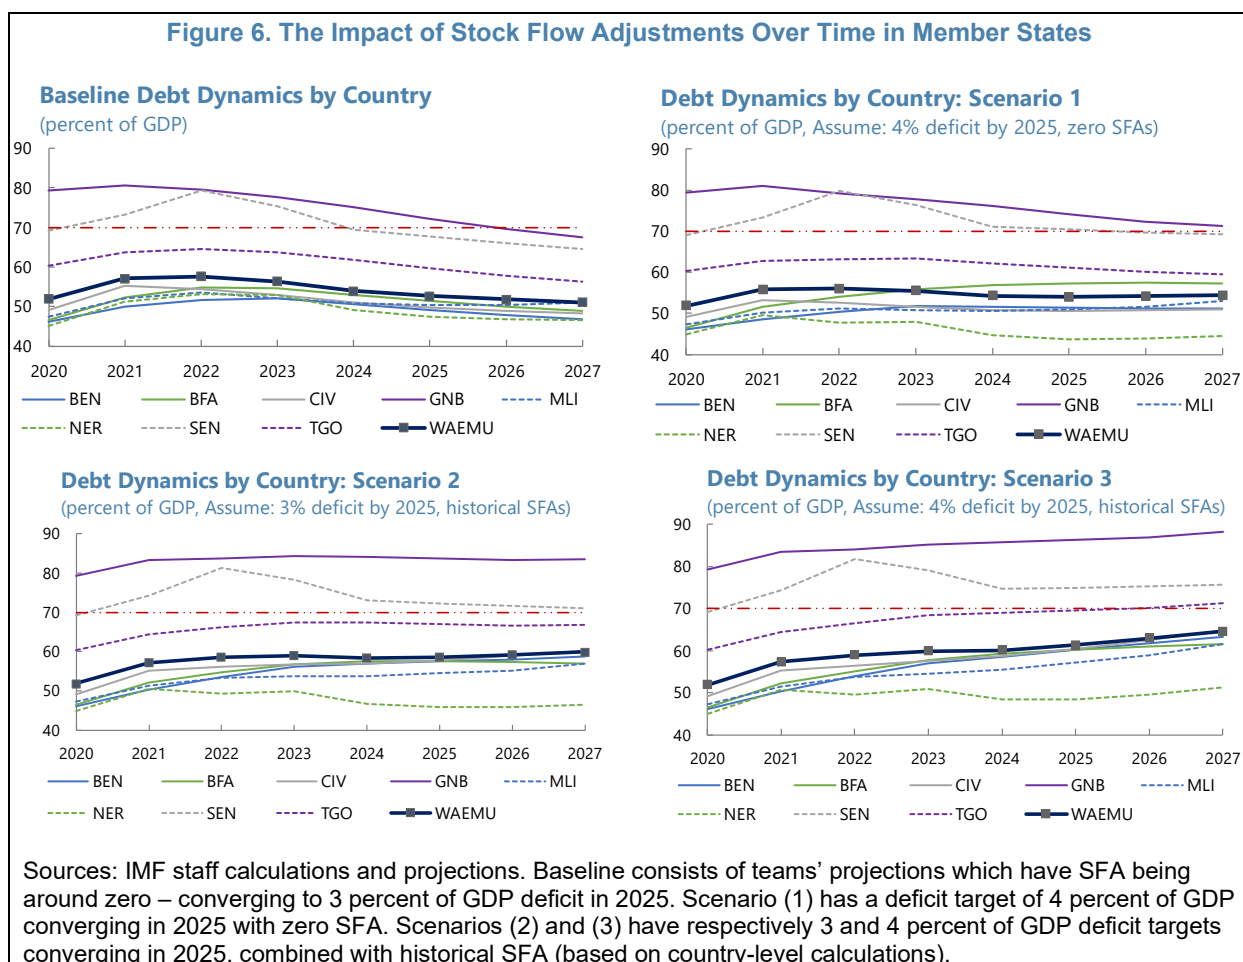 Figure 6. The Impact of Stock Flow Adjustments Over Time in Member States
Baseline Debt Dynamics by Country
(percent of GDP)
90
80
70
60
50
40
2020 2021 2022 2023 2024 2025 2026 2027
BEN BFA CIV GNB MLI
NER SEN TGO WAEMU
Debt Dynamics by Country: Scenario 1
(percent of GDP, Assume: 4% deficit by 2025, zero SFAs)
90
80
70
60
50
40
2020 2021 2022 2023 2024 2025 2026 2027
BEN BFA CIV GNB MLI
NER SEN TGO WAEMU
Debt Dynamics by Country: Scenario 2
(percent of GDP, Assume: 3% deficit by 2025, historical SFAs)
90
80
70
60
50
40
2020 2021 2022 2023 2024 2025 2026 2027
BEN BFA CIV GNB MLI
NER SEN TGO WAEMU
Debt Dynamics by Country: Scenario 3
(percent of GDP, Assume: 4% deficit by 2025, historical SFAs)
90
80
70
60
50
40
2020 2021 2022 2023 2024 2025 2026 2027
BEN BFA CIV GNB MLI
NER SEN TGO WAEMU
Sources: IMF staff calculations and projections. Baseline consists of teams' projections which have SFA being
around zero – converging to 3 percent of GDP deficit in 2025. Scenario (1) has a deficit target of 4 percent of GDP
converging in 2025 with zero SFA. Scenarios (2) and (3) have respectively 3 and 4 percent of GDP deficit targets
converging in 2025, combined with historical SFA (based on country-level calculations).